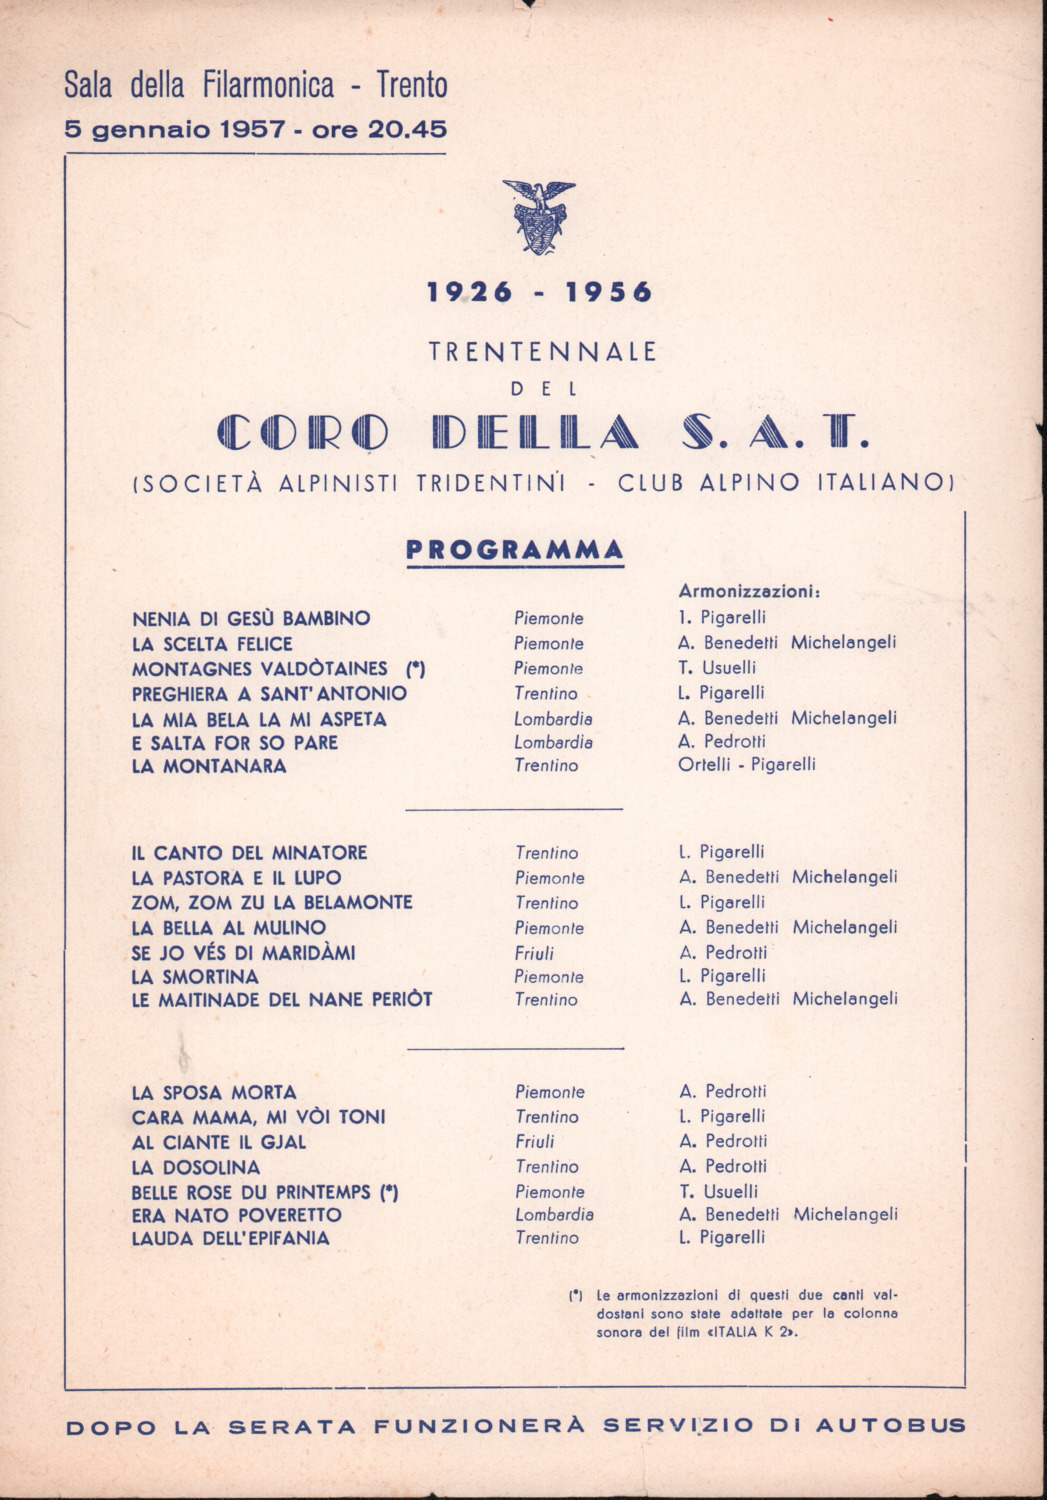 Sala della Filarmonica - Trento
5 gennaio 1957 - ore 20.45
1926 - 1956
TRENTENNALE
DEL
CORO DELLA S. A. T.
(SOCIETÀ ALPINISTI TRIDENTINI - CLUB ALPINO ITALIANO)
PROGRAMMA
Armonizzazioni:
NENIA DI GESÙ BAMBINO Piemonte I. Pigarelli
LA SCELTA FELICE Piemonte A. Benedetti Michelangeli
MONTAGNES VALDÒTAINES (*) Piemonte T. Usuelli
PREGHIERA A SANT'ANTONIO Trentino L. Pigarelli
LA MIA BELA LA MI ASPETA Lombardia A. Benedetti Michelangeli
E SALTA FOR SO PARE Lombardia A. Pedrotti
LA MONTANARA Trentino Ortelli - Pigarelli
IL CANTO DEL MINATORE Trentino L. Pigarelli
LA PASTORA E IL LUPO Piemonte A. Benedetti Michelangeli
ZOM, ZOM ZU LA BELAMONTE Trentino L. Pigarelli
LA BELLA AL MULINO Piemonte A. Benedetti Michelangeli
SE JO VÉS DI MARIDÀMI Friuli A. Pedrotti
LA SMORTINA Piemonte L. Pigarelli
LE MAITINADE DEL NANE PERIÒT Trentino A. Benedetti Michelangeli
LA SPOSA MORTA Piemonte A. Pedrotti
CARA MAMA, MI VÒI TONI Trentino L. Pigarelli
AL CIANTE IL GJAL Friuli A. Pedrotti
LA DOSOLINA Trentino A. Pedrotti
BELLE ROSE DU PRINTEMPS (*) Piemonte T. Usuelli
ERA NATO POVERETTO Lombardia A. Benedetti Michelangeli
LAUDA DELL'EPIFANIA Trentino L. Pigarelli
(*) Le armonizzazioni di questi due canti val-
dostani sono state adattate per la colonna
sonora del film «ITALIA K 2».
DOPO LA SERATA FUNZIONERÀ SERVIZIO DI AUTOBUS